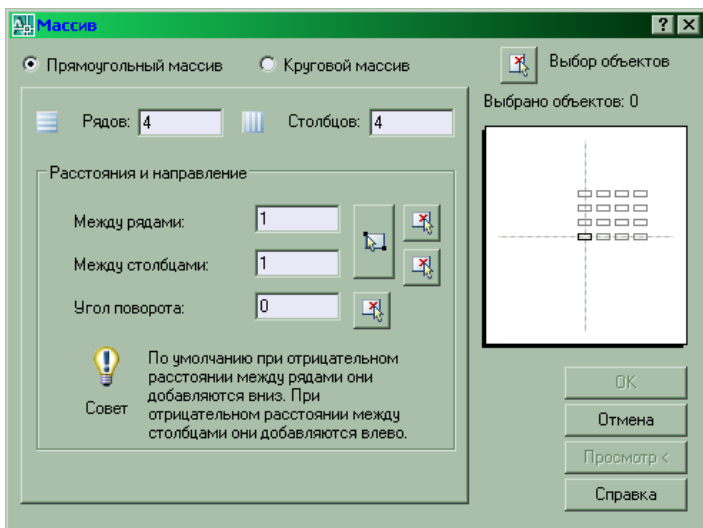 Массив
Прямоугольный массив Круговой массив
Выбор объектов
Выбрано объектов: 0
Рядов: 4 Столбцов: 4
Расстояния и направление
Между рядами: 1
Между столбцами: 1
Угол поворота: 0
По умолчанию при отрицательном
расстоянии между рядами они
добавляются вниз. При
отрицательном расстоянии между
столбцами они добавляются влево.
Совет
OK
Отмена
Просмотр <
Справка